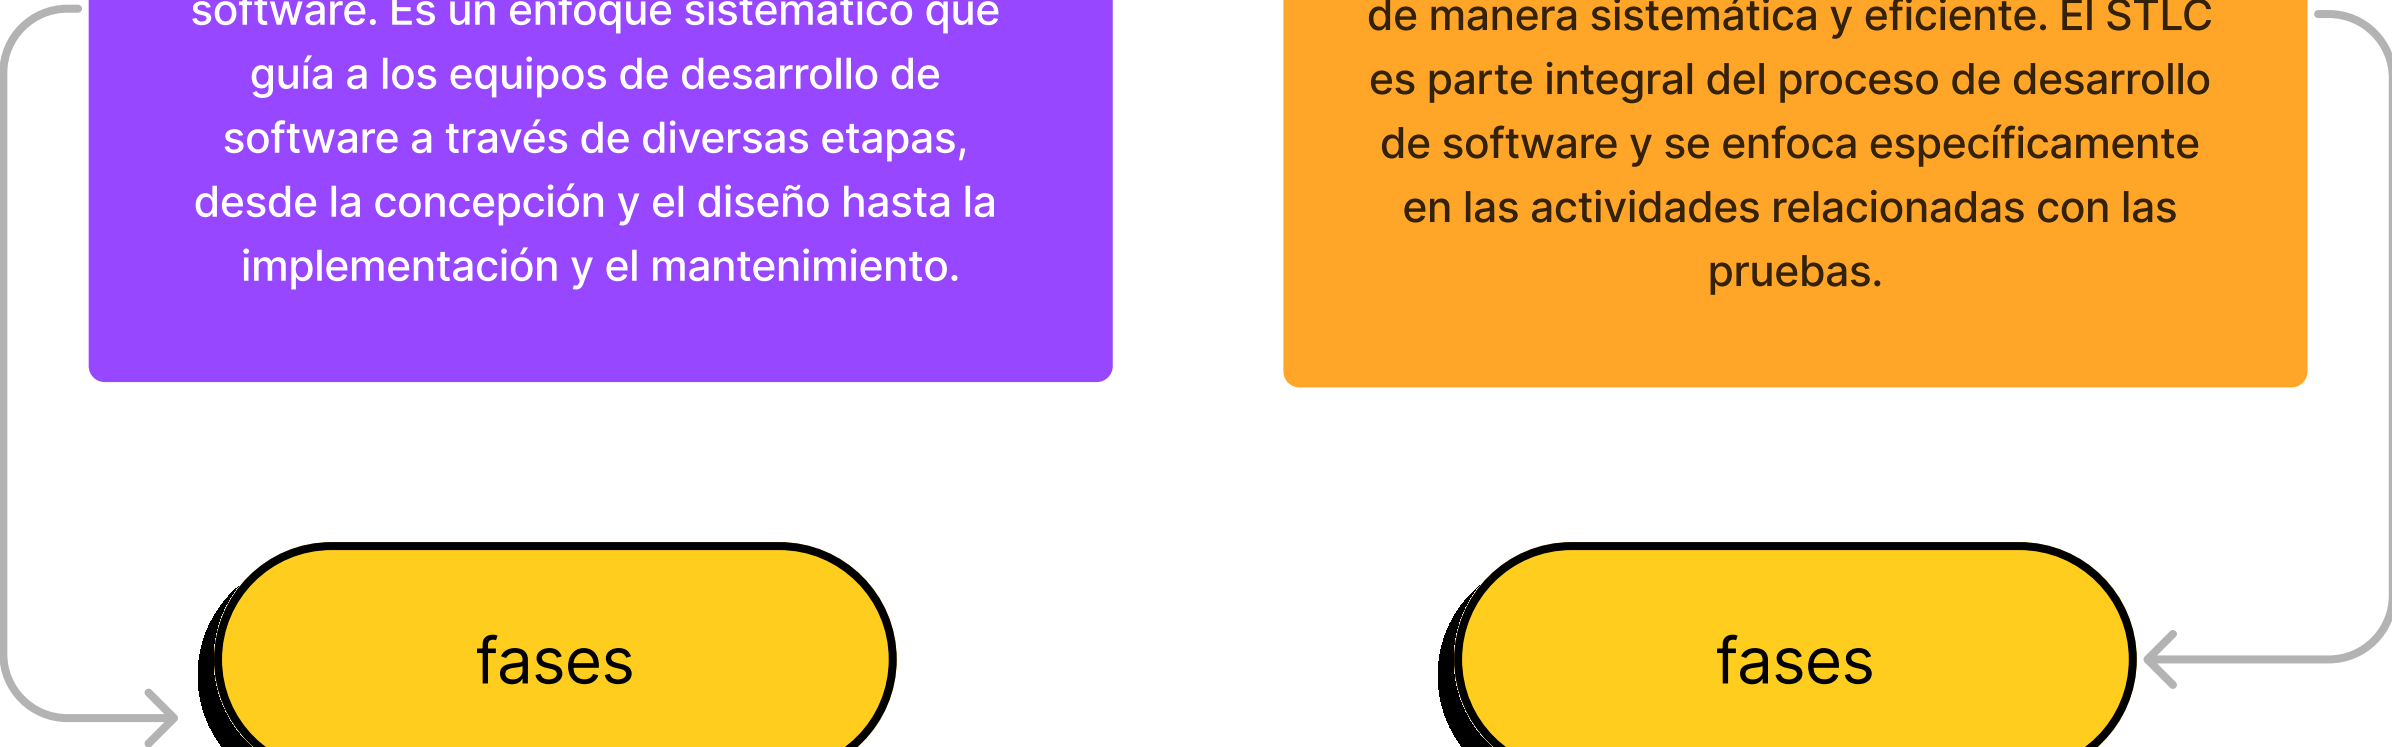 software. Es un enfoque sistemático que
guía a los equipos de desarrollo de
software a través de diversas etapas,
desde la concepción y el diseño hasta la
implementación y el mantenimiento.
de manera sistemática y eficiente. El STLC
es parte integral del proceso de desarrollo
de software y se enfoca específicamente
en las actividades relacionadas con las
pruebas.
fases
fases